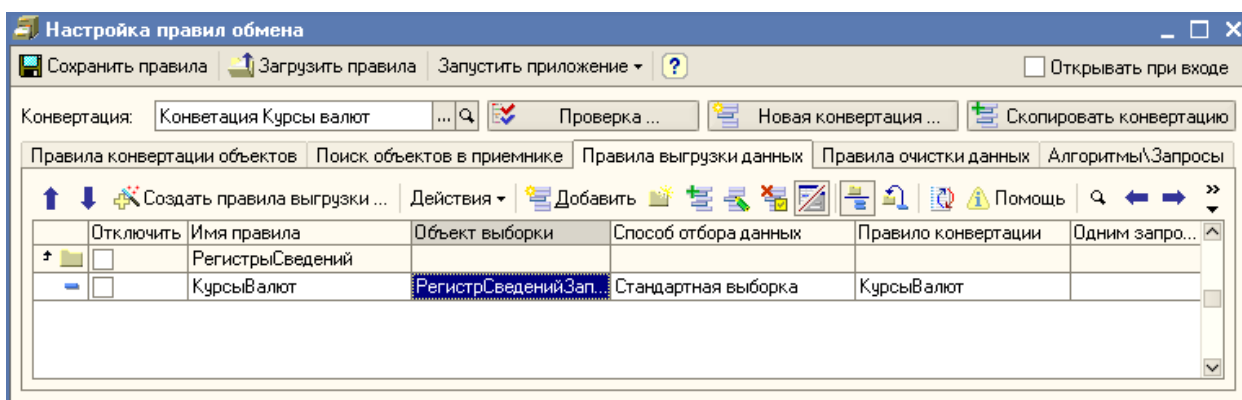 Настройка правил обмена
Сохранить правила Загрузить правила Запустить приложение ? Открывать при входе
Конвертация: Конветация Курсы валют ... Проверка ... Новая конвертация ... Скопировать конвертацию
Правила конвертации объектов Поиск объектов в приемнике Правила выгрузки данных Правила очистки данных Алгоритмы\Запросы
Создать правила выгрузки ... Действия Добавить Помощь
Отключить Имя правила Объект выборки Способ отбора данных Правило конвертации Одним запро...
РегистрыСведений
КурсыВалют РегистрСведенийЗап... Стандартная выборка КурсыВалют